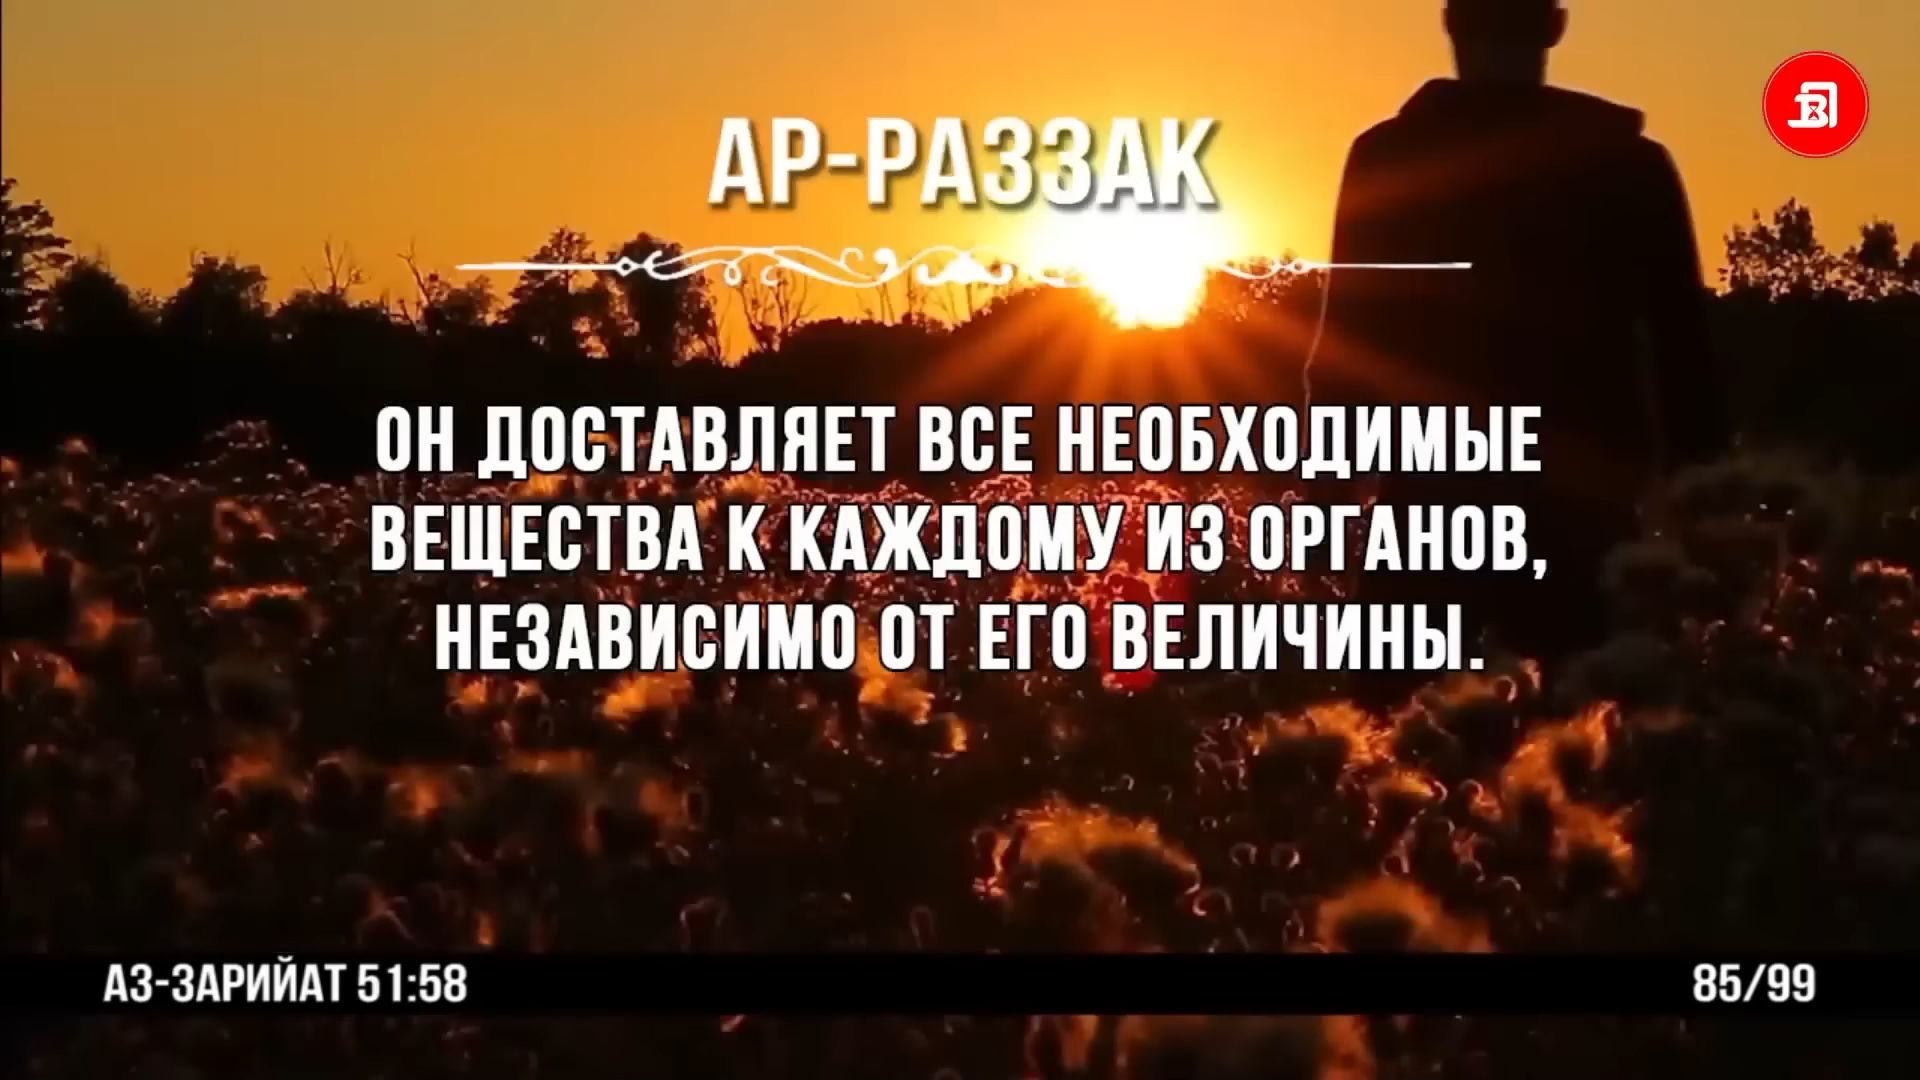 АР-РАЗЗАК
ОН ДОСТАВЛЯЕТ ВСЕ НЕОБХОДИМЫЕ
ВЕЩЕСТВА К КАЖДОМУ ИЗ ОРГАНОВ,
НЕЗАВИСИМО ОТ ЕГО ВЕЛИЧИНЫ.
АЗ-ЗАРИЙАТ 51:58
85/99